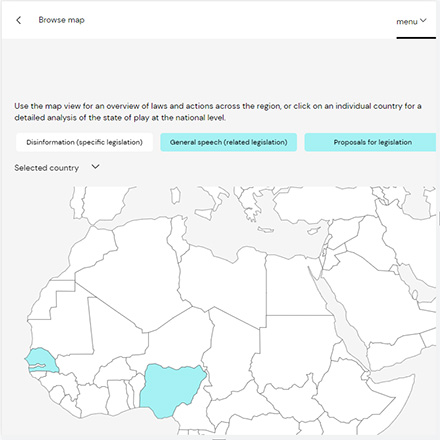 Browse map
menu
Use the map view for an overview of laws and actions across the region, or click on an individual country for a
detailed analysis of the state of play at the national level.
Disinformation (specific legislation) General speech (related legislation) Proposals for legislation
Selected country